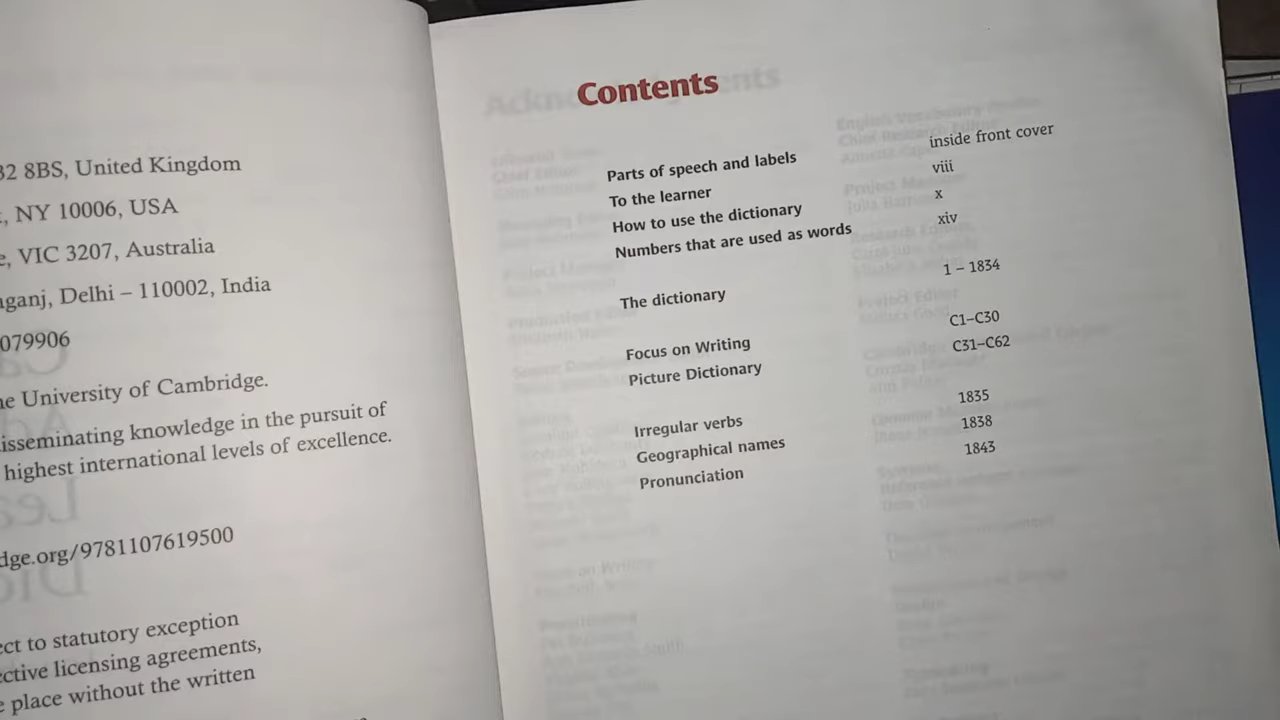 32 8BS, United Kingdom
, NY 10006, USA
e, VIC 3207, Australia
aganj, Delhi – 110002, India
079906
e University of Cambridge.
isseminating knowledge in the pursuit of
highest international levels of excellence.
dge.org/9781107619500
ect to statutory exception
ective licensing agreements,
e place without the written
Contents
Parts of speech and labels inside front cover
To the learner viii
How to use the dictionary x
Numbers that are used as words xiv
The dictionary 1 – 1834
Focus on Writing C1–C30
Picture Dictionary C31–C62
Irregular verbs 1835
Geographical names 1838
Pronunciation 1843